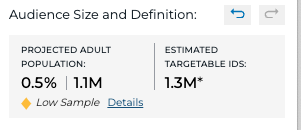 Audience Size and Definition:
PROJECTED ADULT
POPULATION:
0.5% | 1.1M
Low Sample Details
ESTIMATED
TARGETABLE IDS:
1.3M*